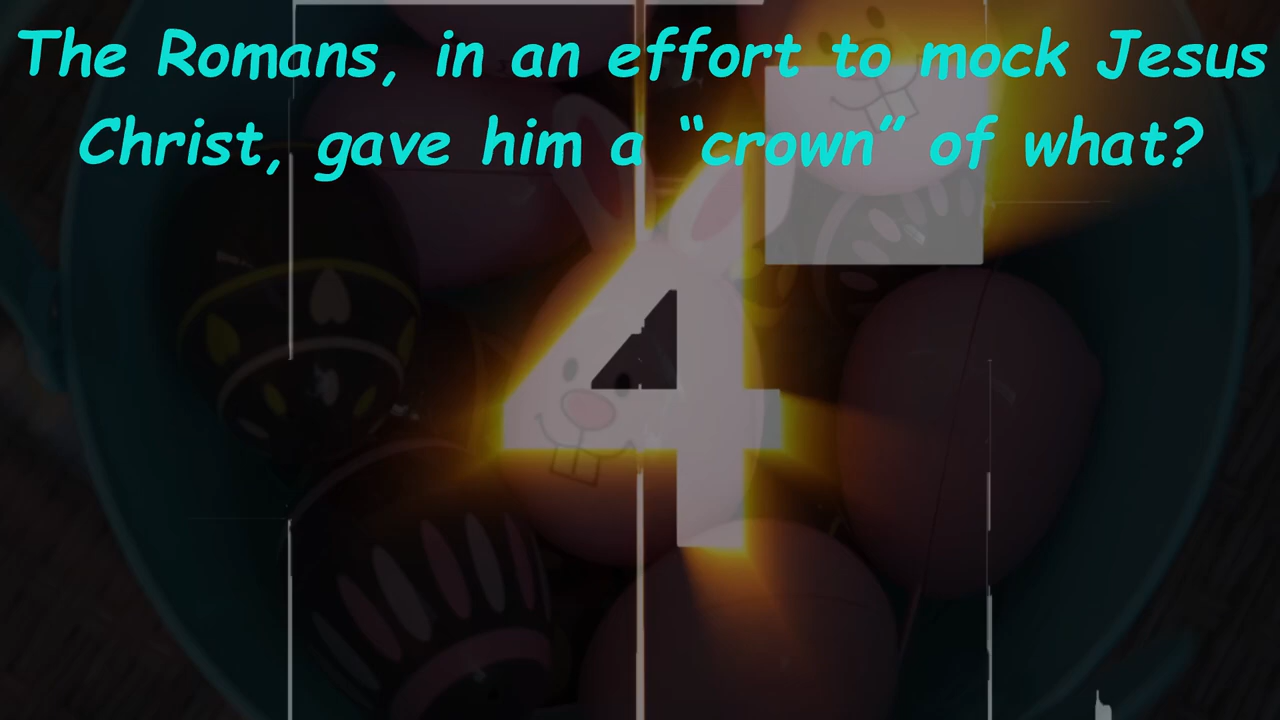 The Romans, in an effort to mock Jesus
Christ, gave him a “crown” of what?
4